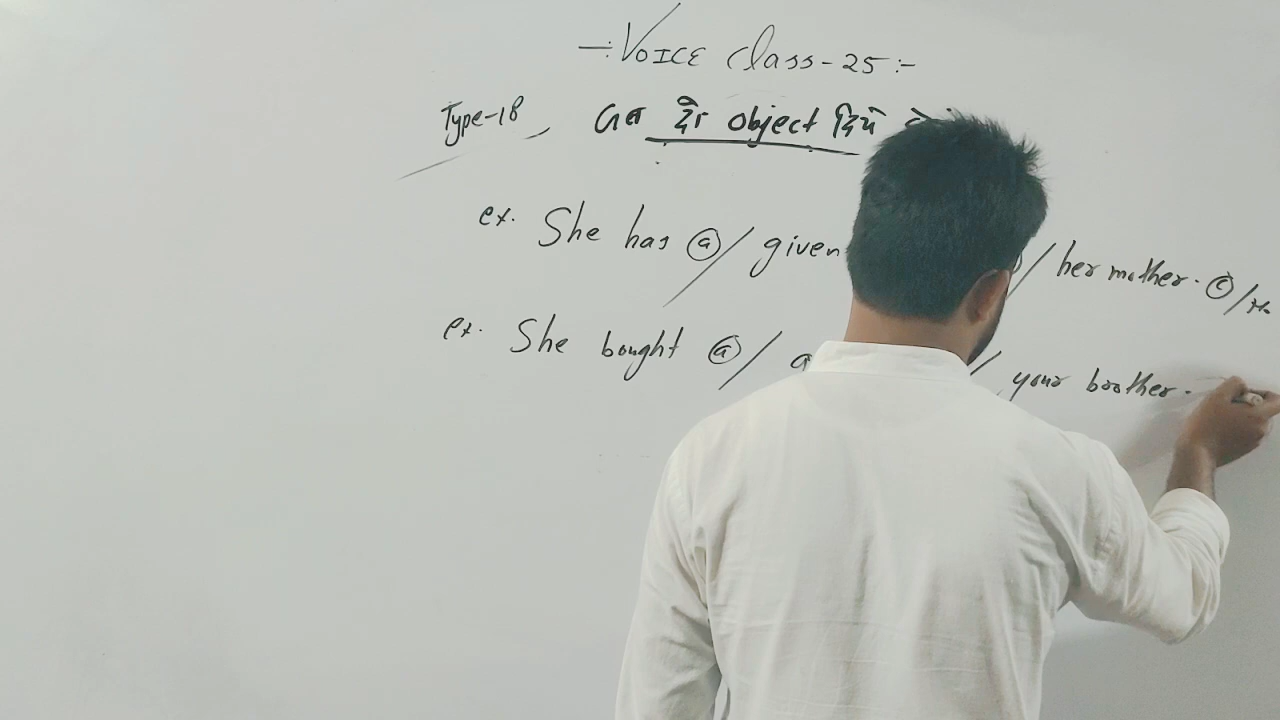 -: VOICE Class-25 :-
Type-18, जब दो object दिये
ex. She has ⓐ/ given / her mother. ⓒ/
ex. She bought ⓐ/ a / your brother.